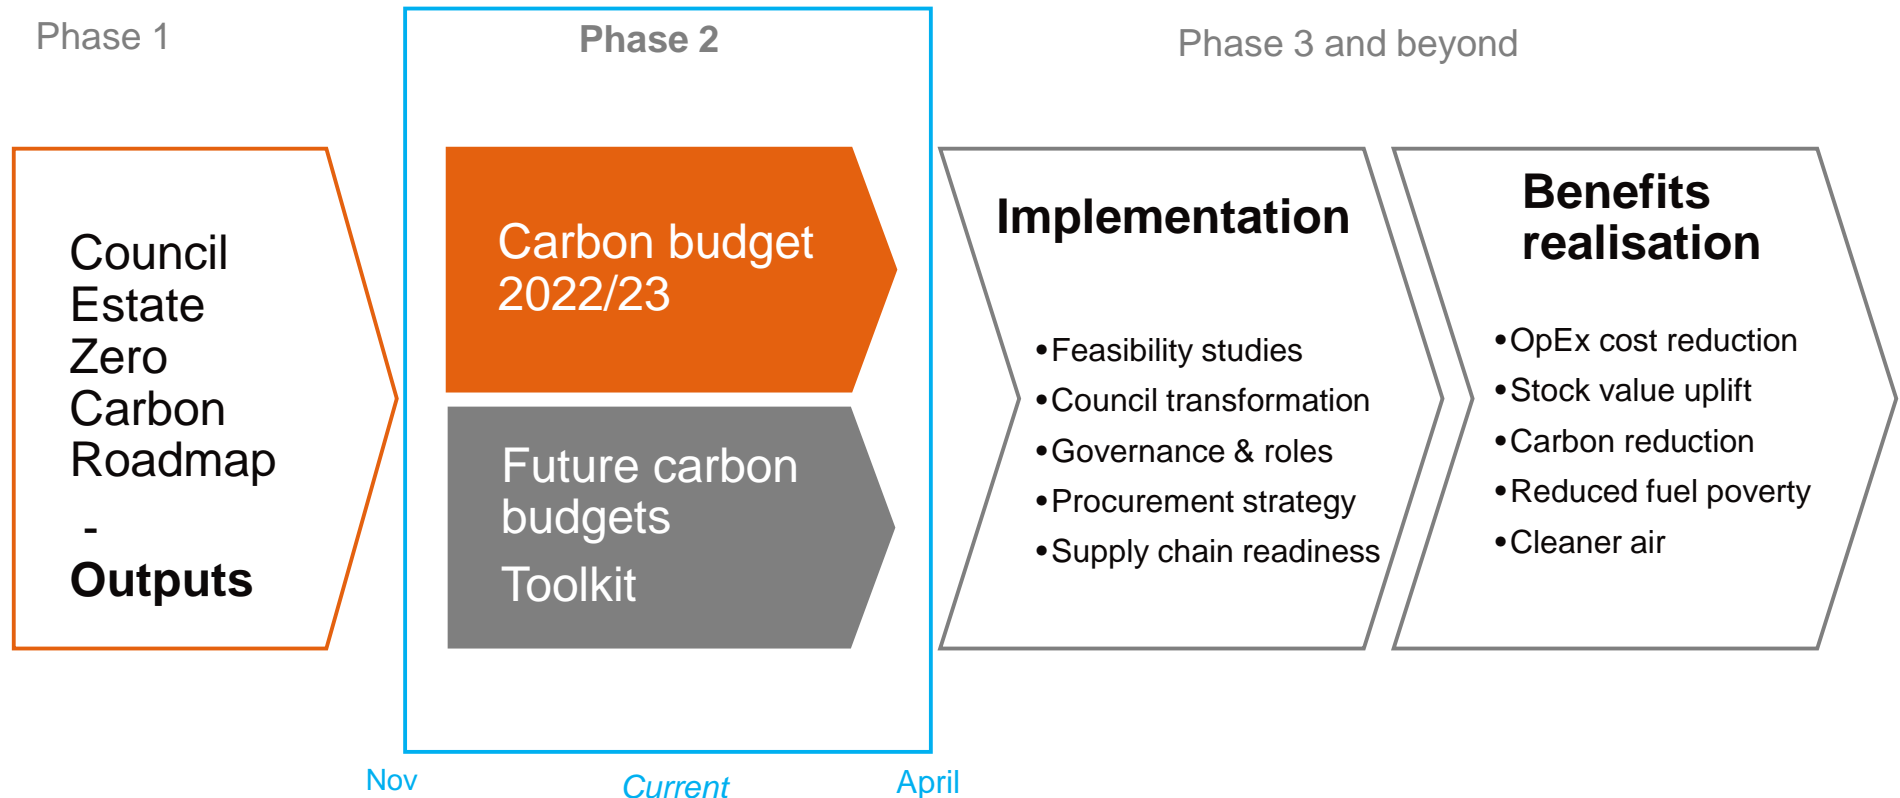 Phase 1
Phase 2
Phase 3 and beyond
Council
Estate
Zero
Carbon
Roadmap
-
Outputs
Carbon budget
2022/23
Future carbon
budgets
Toolkit
Implementation
•Feasibility studies
•Council transformation
•Governance & roles
•Procurement strategy
•Supply chain readiness
Benefits
realisation
•OpEx cost reduction
•Stock value uplift
•Carbon reduction
•Reduced fuel poverty
•Cleaner air
Nov
Current
April